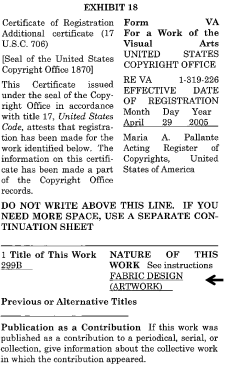 EXHIBIT 18
Certificate of Registration
Additional certificate (17
U.S.C. 706)
[Seal of the United States
Copyright Office 1870]
This Certificate issued
under the seal of the Copy-
right Office in accordance
with title 17, United States
Code, attests that registra-
tion has been made for the
work identified below. The
information on this certifi-
cate has been made a part
of the Copyright Office
records.
Form VA
For a Work of the
Visual Arts
UNITED STATES
COPYRIGHT OFFICE
RE VA 1-319-226
EFFECTIVE DATE
OF REGISTRATION
Month Day Year
April 29 2005
Maria A. Pallante
Acting Register of
Copyrights, United
States of America
DO NOT WRITE ABOVE THIS LINE. IF YOU
NEED MORE SPACE, USE A SEPARATE CON-
TINUATION SHEET
1 Title of This Work
299B
NATURE OF THIS
WORK See instructions
FABRIC DESIGN
(ARTWORK)
Previous or Alternative Titles
Publication as a Contribution If this work was
published as a contribution to a periodical, serial, or
collection, give information about the collective work
in which the contribution appeared.